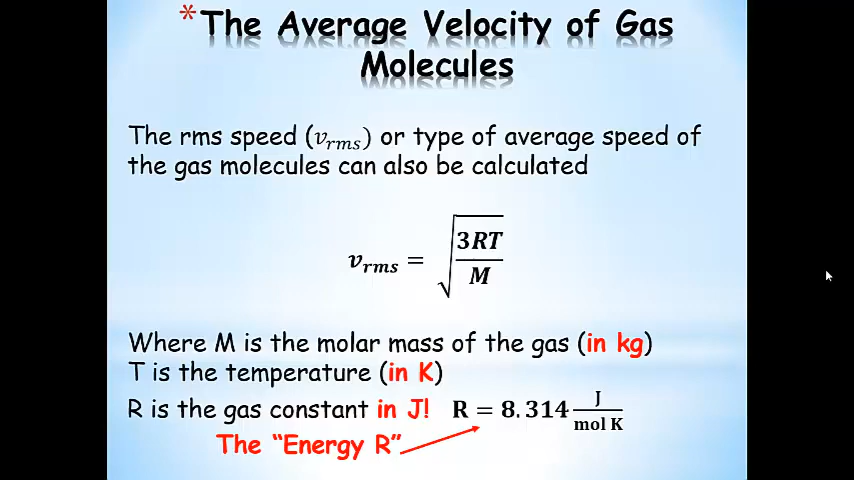 *The Average Velocity of Gas
Molecules
The rms speed (v_rms) or type of average speed of
the gas molecules can also be calculated
v_rms = √(3RT/M)
Where M is the molar mass of the gas (in kg)
T is the temperature (in K)
R is the gas constant in J! R = 8.314 J/(mol K)
The “Energy R”